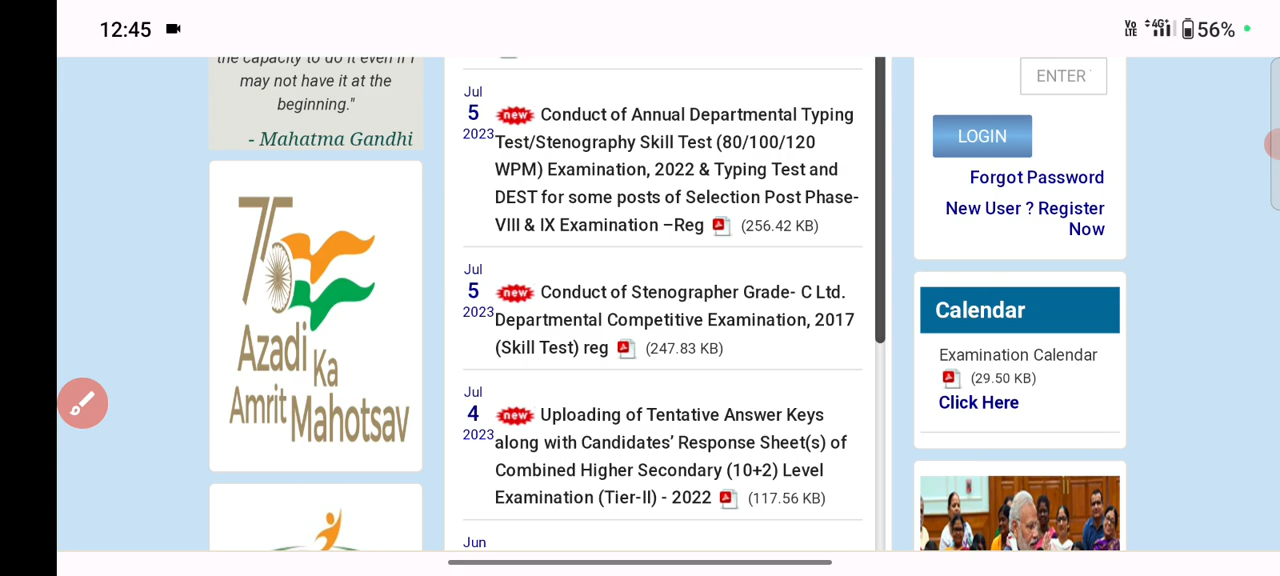 12:45
Vo LTE 4G+ 56%
the capacity to do it even if I
may not have it at the
beginning."
- Mahatma Gandhi
75
Azadi
Ka
Amrit
Mahotsav
Jul
5
2023
new Conduct of Annual Departmental Typing
Test/Stenography Skill Test (80/100/120
WPM) Examination, 2022 & Typing Test and
DEST for some posts of Selection Post Phase-
VIII & IX Examination –Reg (256.42 KB)
Jul
5
2023
new Conduct of Stenographer Grade- C Ltd.
Departmental Competitive Examination, 2017
(Skill Test) reg (247.83 KB)
Jul
4
2023
new Uploading of Tentative Answer Keys
along with Candidates’ Response Sheet(s) of
Combined Higher Secondary (10+2) Level
Examination (Tier-II) - 2022 (117.56 KB)
Jun
ENTER
LOGIN
Forgot Password
New User ? Register
Now
Calendar
Examination Calendar
(29.50 KB)
Click Here